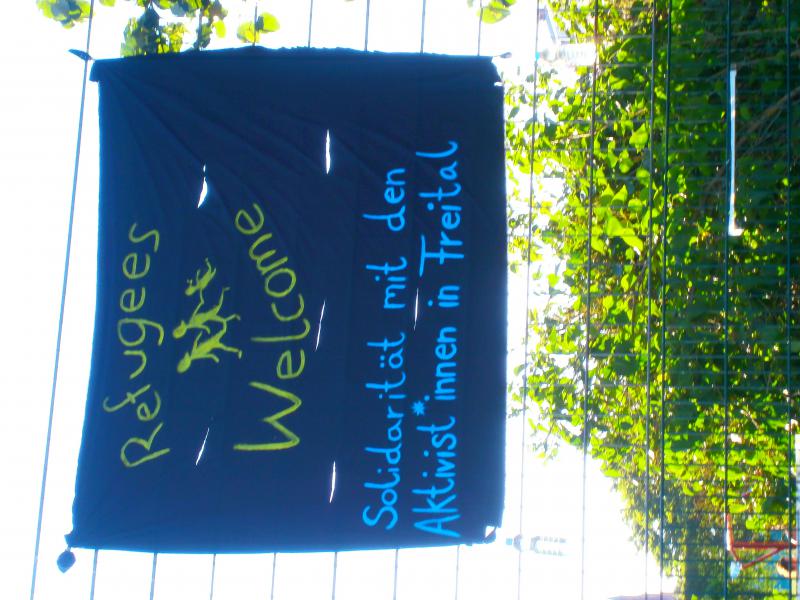 Refugees
Welcome
Solidarität mit den
Aktivist*innen in Freital